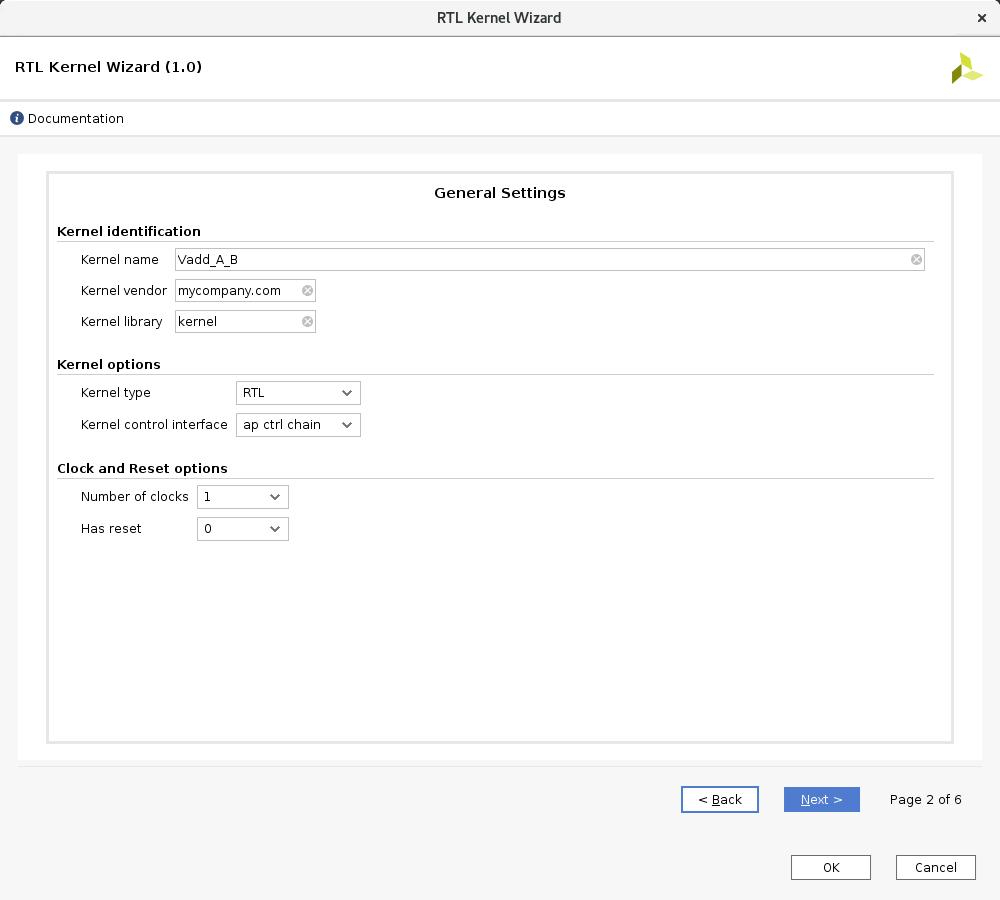 RTL Kernel Wizard
RTL Kernel Wizard (1.0)
Documentation
General Settings
Kernel identification
Kernel name Vadd_A_B
Kernel vendor mycompany.com
Kernel library kernel
Kernel options
Kernel type RTL
Kernel control interface ap ctrl chain
Clock and Reset options
Number of clocks 1
Has reset 0
< Back Next > Page 2 of 6
OK Cancel